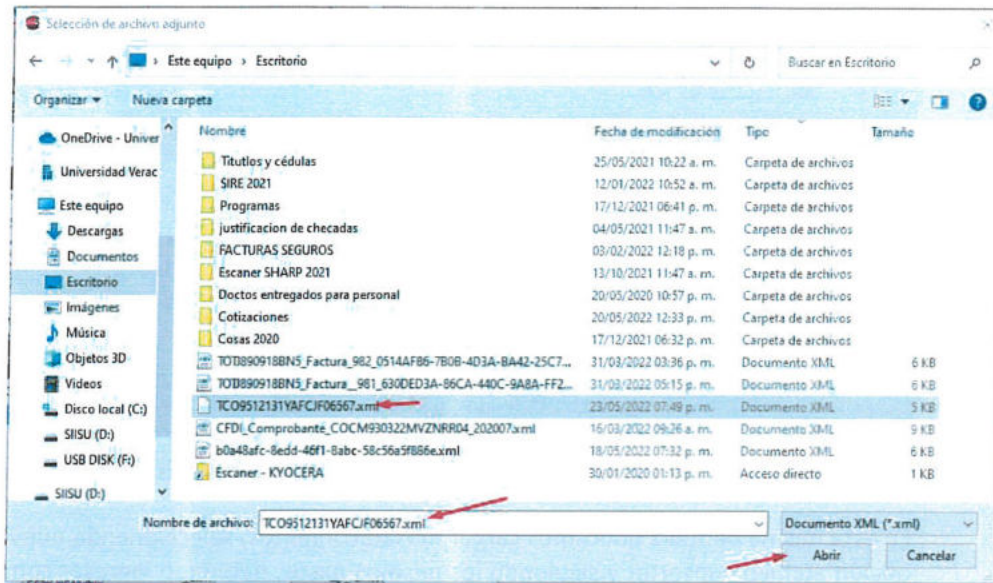 Selección de archivo adjunto
Este equipo > Escritorio
Buscar en Escritorio
Organizar
Nueva carpeta
Nombre Fecha de modificación Tipo Tamaño
OneDrive - Univer
Universidad Verac
Este equipo
Descargas
Documentos
Escritorio
Imágenes
Música
Objetos 3D
Videos
Disco local (C:)
SIISU (D:)
USB DISK (F:)
SIISU (D:)
Titutlos y cédulas 25/05/2021 10:22 a. m. Carpeta de archivos
SIRE 2021 12/01/2022 10:52 a. m. Carpeta de archivos
Programas 17/12/2021 06:41 p. m. Carpeta de archivos
justificacion de checadas 04/05/2021 11:47 a. m. Carpeta de archivos
FACTURAS SEGUROS 03/02/2022 12:18 p. m. Carpeta de archivos
Escaner SHARP 2021 13/10/2021 11:47 a. m. Carpeta de archivos
Doctos entregados para personal 20/05/2020 10:57 p. m. Carpeta de archivos
Cotizaciones 20/05/2022 12:33 p. m. Carpeta de archivos
Cosas 2020 17/12/2021 06:32 p. m. Carpeta de archivos
TOTI890918BN5_Factura_982_0514AF86-7B0B-4D3A-BA42-25C7... 31/03/2022 03:36 p. m. Documento XML 6 KB
TOTI890918BN5_Factura__981_630DED3A-86CA-440C-9A8A-FF2... 31/03/2022 05:15 p. m. Documento XML 6 KB
TCO9512131YAFCJF06567.xml 23/05/2022 07:49 p. m. Documento XML 5 KB
CFDI_Comprobante_COCM930322MVZNRR04_202007.xml 16/03/2022 09:26 a. m. Documento XML 9 KB
b0a48afc-8edd-46f1-8abc-58c56a5f886e.xml 18/05/2022 07:32 p. m. Documento XML 6 KB
Escaner - KYOCERA 30/01/2020 01:13 p. m. Acceso directo 1 KB
Nombre de archivo: TCO9512131YAFCJF06567.xml Documento XML (*.xml)
Abrir Cancelar